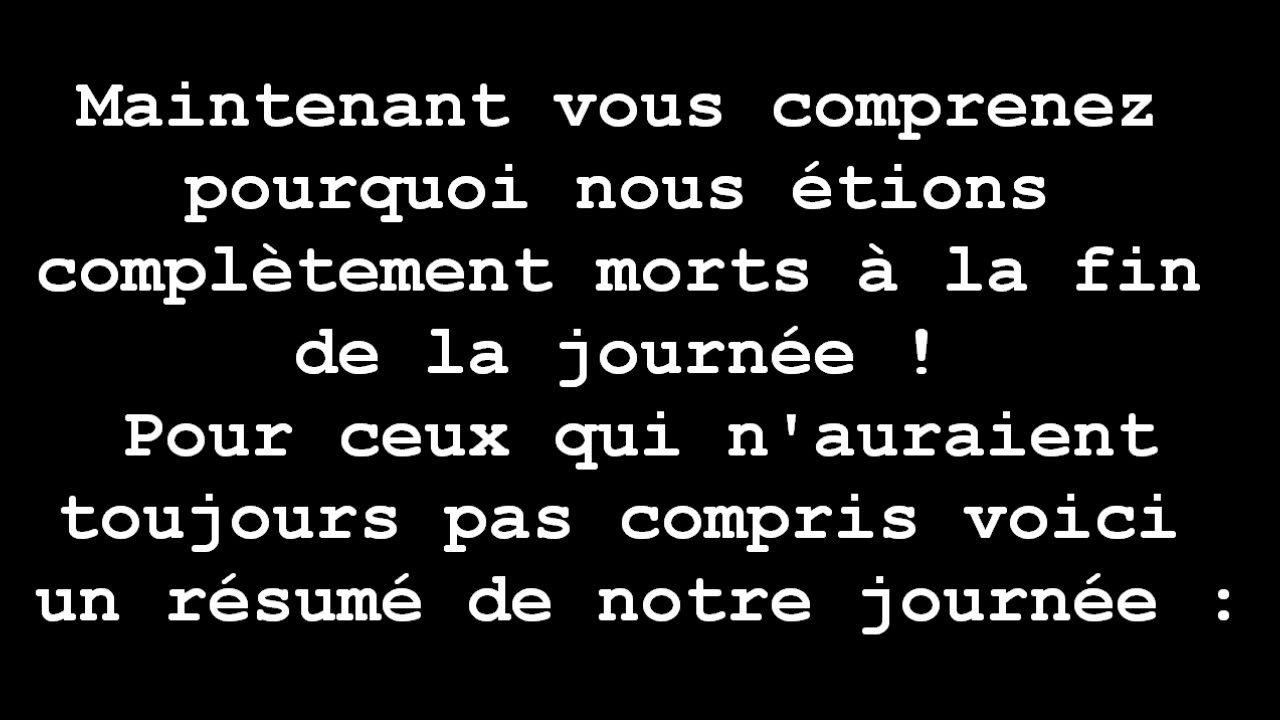 Maintenant vous comprenez
pourquoi nous étions
complètement morts à la fin
de la journée !
Pour ceux qui n'auraient
toujours pas compris voici
un résumé de notre journée :